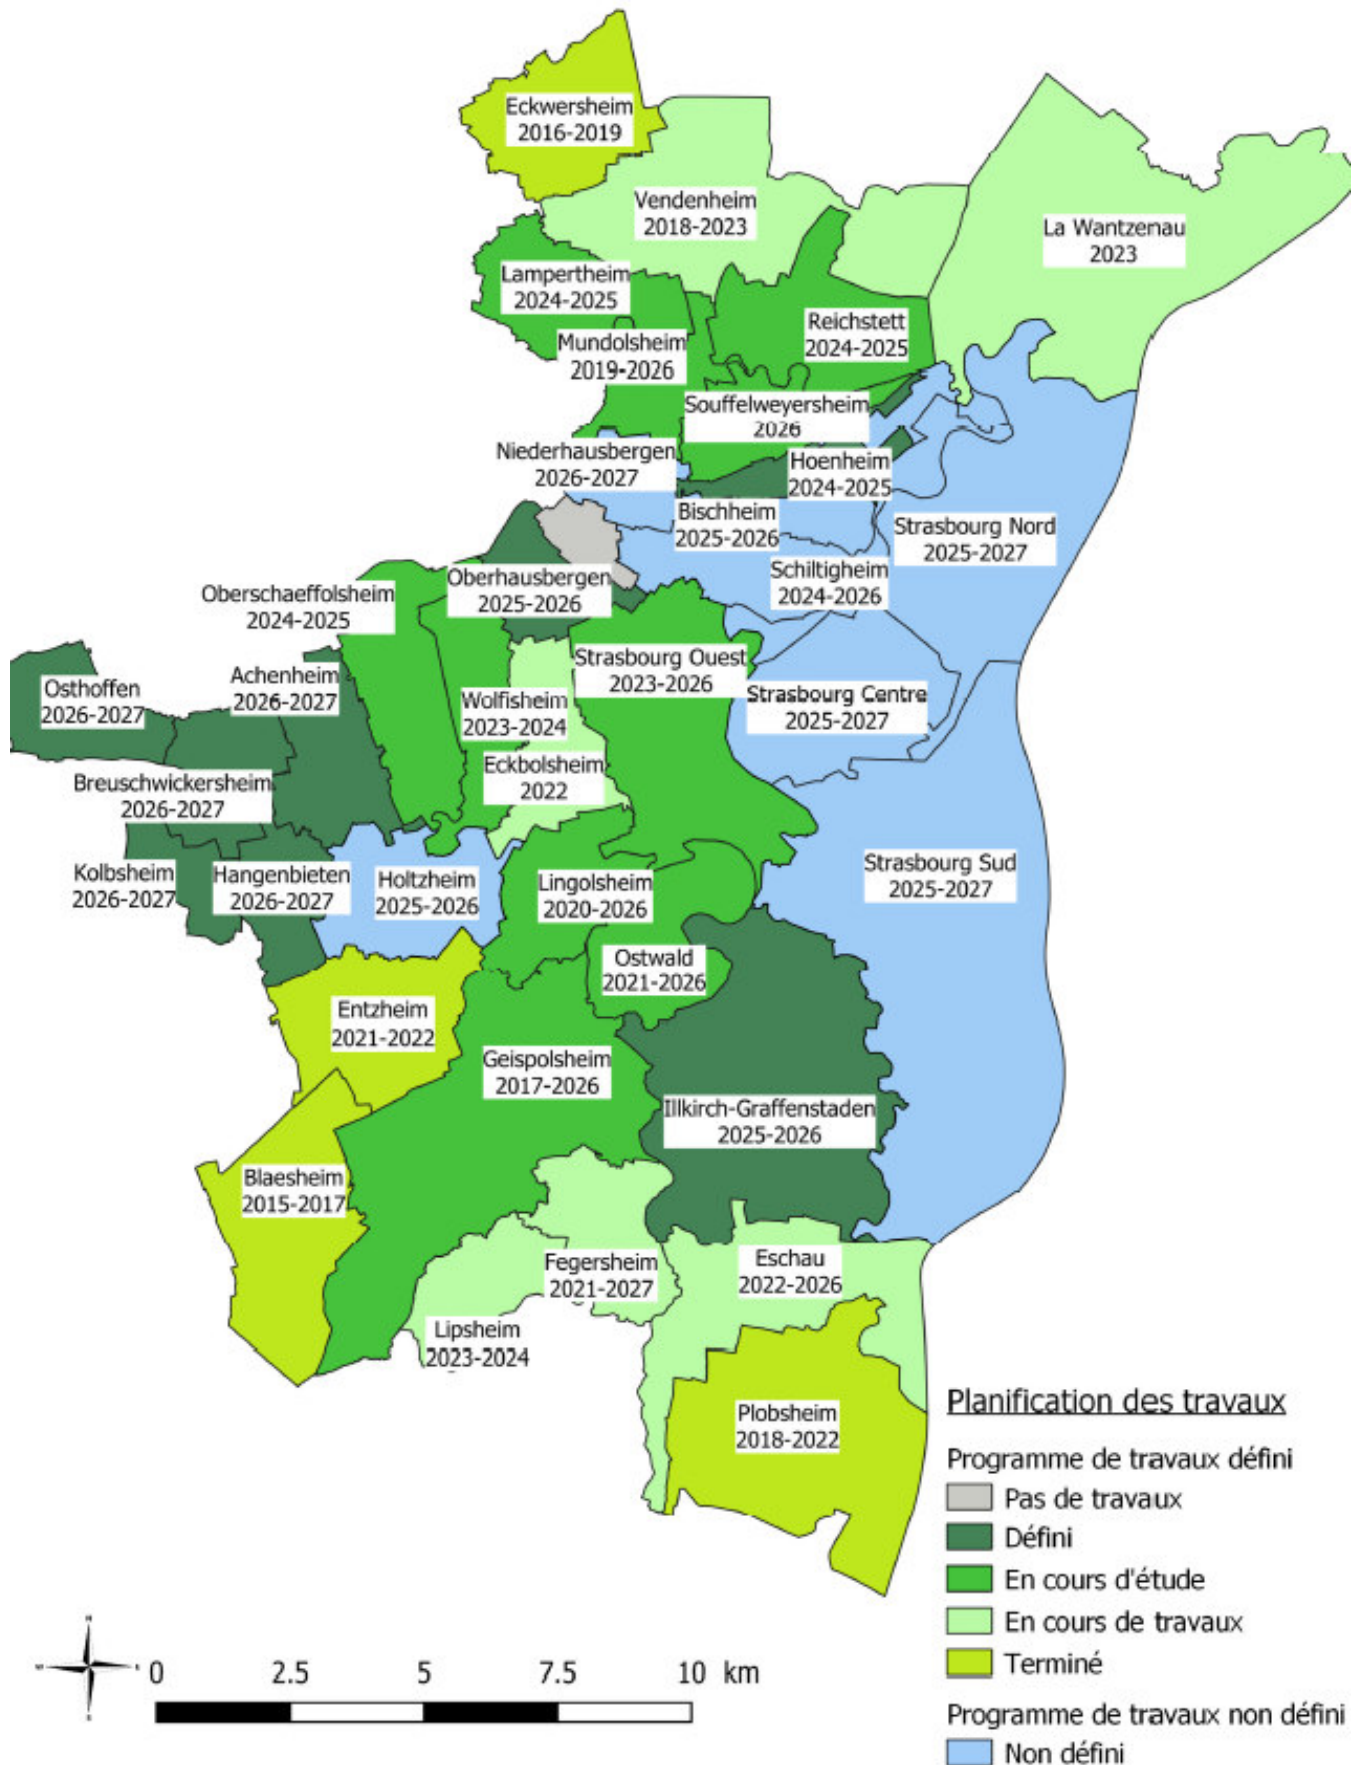 Eckwersheim
2016-2019
Vendenheim
2018-2023
La Wantzenau
2023
Lampertheim
2024-2025
Reichstett
2024-2025
Mundolsheim
2019-2026
Souffelweyersheim
2026
Niederhausbergen
2026-2027
Hoenheim
2024-2025
Bischheim
2025-2026
Strasbourg Nord
2025-2027
Schiltigheim
2024-2026
Oberhausbergen
2025-2026
Oberschaeffolsheim
2024-2025
Strasbourg Ouest
2023-2026
Achenheim
2026-2027
Osthoffen
2026-2027
Wolfisheim
2023-2024
Strasbourg Centre
2025-2027
Eckbolsheim
2022
Breuschwickersheim
2026-2027
Kolbsheim
2026-2027
Hangenbieten
2026-2027
Holtzheim
2025-2026
Lingolsheim
2020-2026
Strasbourg Sud
2025-2027
Ostwald
2021-2026
Entzheim
2021-2022
Geispolsheim
2017-2026
Illkirch-Graffenstaden
2025-2026
Blaesheim
2015-2017
Fegersheim
2021-2027
Eschau
2022-2026
Lipsheim
2023-2024
Plobsheim
2018-2022
Planification des travaux
Programme de travaux défini
Pas de travaux
Défini
En cours d'étude
En cours de travaux
Terminé
Programme de travaux non défini
Non défini
N
S
0 2.5 5 7.5 10 km